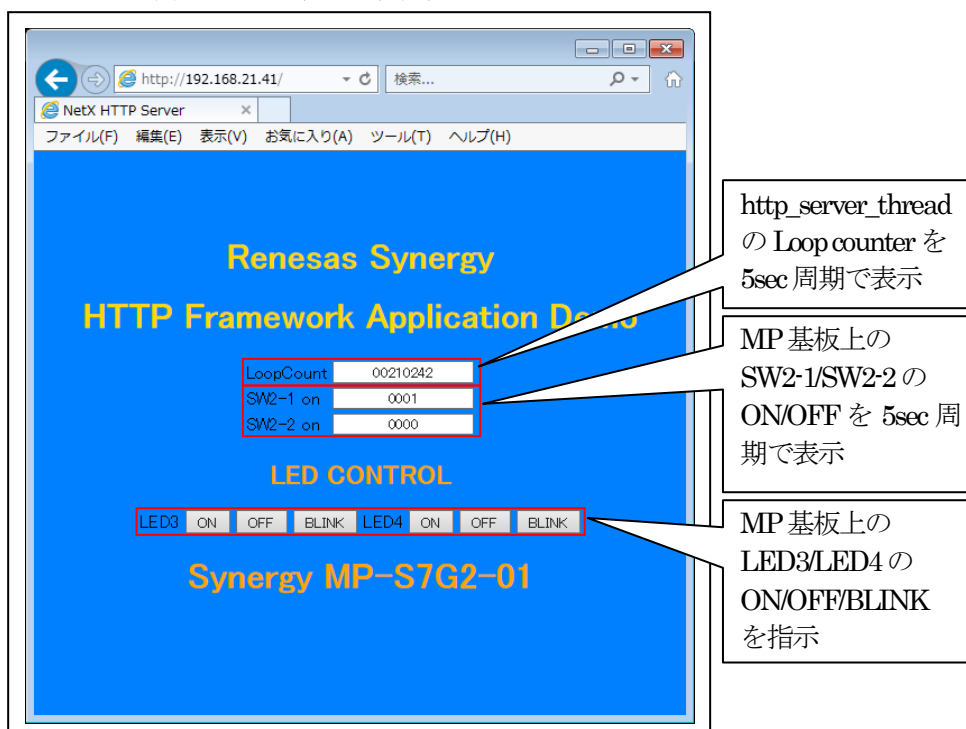 http://192.168.21.41/
検索...
NetX HTTP Server
ファイル(F) 編集(E) 表示(V) お気に入り(A) ツール(T) ヘルプ(H)
Renesas Synergy
HTTP Framework Application
LoopCount 00210242
SW2-1 on 0001
SW2-2 on 0000
LED CONTROL
LED3 ON OFF BLINK LED4 ON OFF BLINK
Synergy MP-S7G2-01
http_server_thread
の Loop counter を
5sec 周期で表示
MP 基板上の
SW2-1/SW2-2 の
ON/OFF を 5sec 周
期で表示
MP 基板上の
LED3/LED4 の
ON/OFF/BLINK
を指示